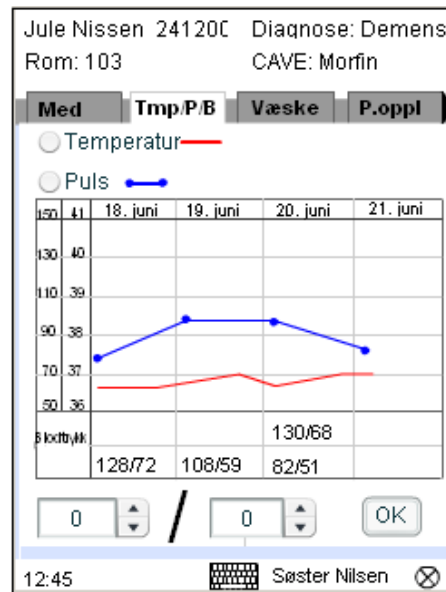 Jule Nissen 24120 Diagnose: Demens
Rom: 103 CAVE: Morfin
Med Tmp/P/B Væske P.oppl
Temperatur
Puls
150 41 18. juni 19. juni 20. juni 21. juni
130 40
110 39
90 38
70 37
50 36
130/68
Blodtrykk
128/72 108/59 82/51
0 / 0 OK
12:45 Søster Nilsen